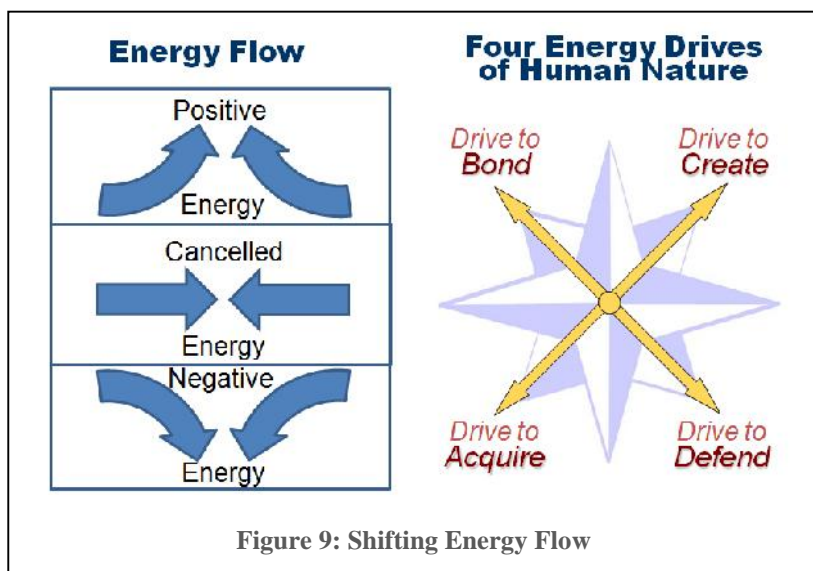 Energy Flow
Positive
Energy
Cancelled
Energy
Negative
Energy
Four Energy Drives
of Human Nature
Drive to
Bond
Drive to
Create
Drive to
Acquire
Drive to
Defend
Figure 9: Shifting Energy Flow